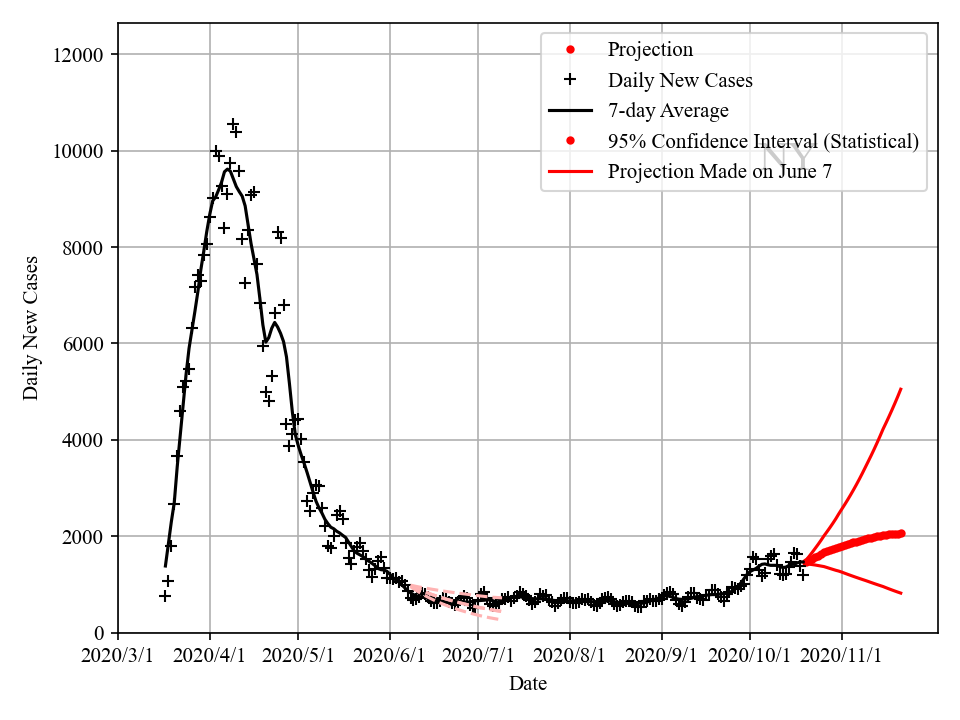 12000
10000
8000
6000
4000
2000
0
Daily New Cases
Projection
Daily New Cases
7-day Average
95% Confidence Interval (Statistical)
Projection Made on June 7
NY
2020/3/1
2020/4/1
2020/5/1
2020/6/1
2020/7/1
2020/8/1
2020/9/1
2020/10/1
2020/11/1
Date